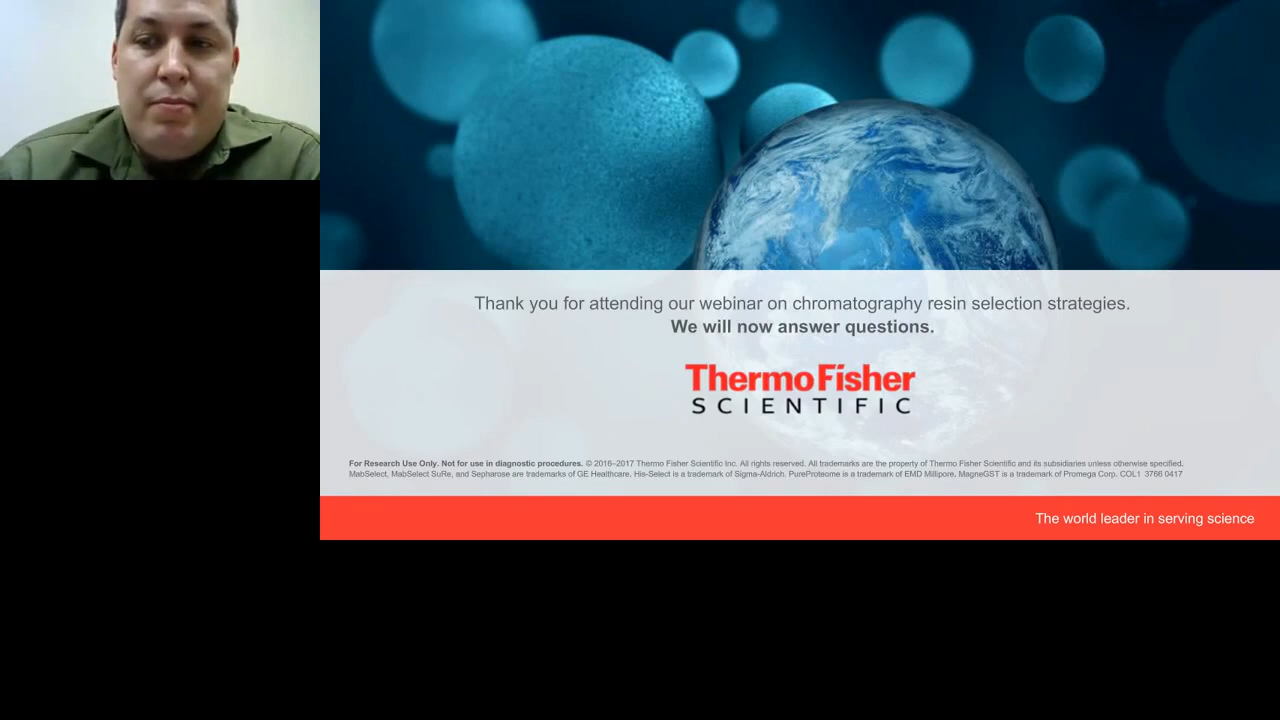 Thank you for attending our webinar on chromatography resin selection strategies.
We will now answer questions.
ThermoFisher
SCIENTIFIC
For Research Use Only. Not for use in diagnostic procedures. © 2016–2017 Thermo Fisher Scientific Inc. All rights reserved. All trademarks are the property of Thermo Fisher Scientific and its subsidiaries unless otherwise specified.
MabSelect, MabSelect SuRe, and Sepharose are trademarks of GE Healthcare. His-Select is a trademark of Sigma-Aldrich. PureProteome is a trademark of EMD Millipore. MagneGST is a trademark of Promega Corp. COL1 3766 0417
The world leader in serving science